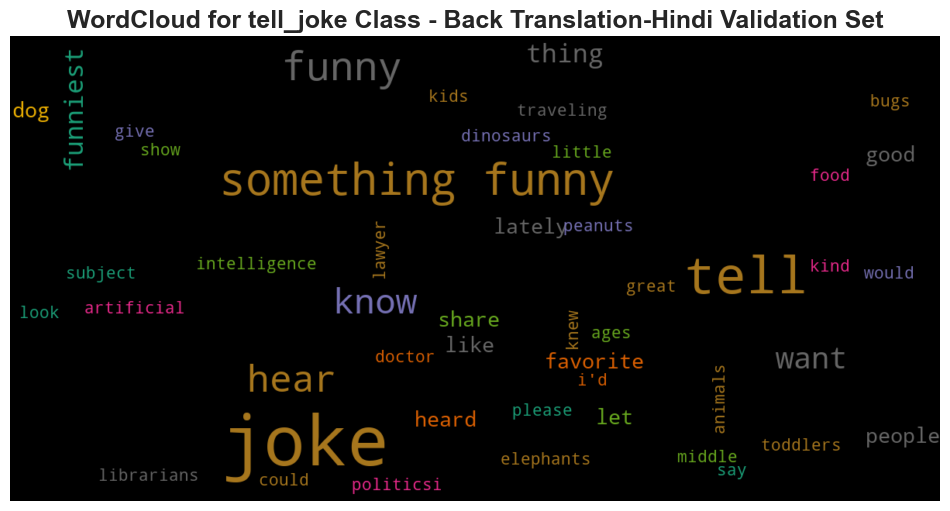 WordCloud for tell_joke Class - Back Translation-Hindi Validation Set
funny
thing
funniest
dog
kids
traveling
bugs
give
dinosaurs
show
little
good
something funny
food
lately
peanuts
lawyer
intelligence
subject
kind
would
tell
great
artificial
look
know
share
knew
ages
like
doctor
favorite
want
i'd
hear
animals
please
heard
let
joke
people
toddlers
elephants
middle
say
librarians
could
politicsi